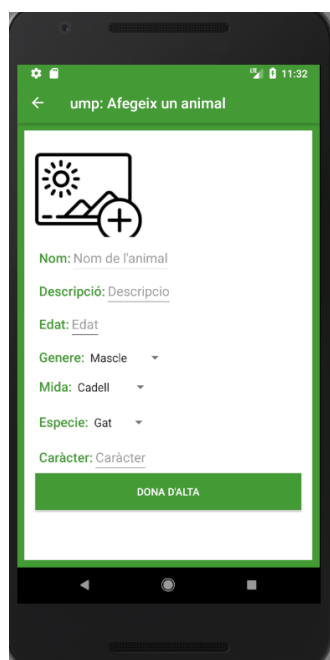 11:32
ump: Afegeix un animal
Nom: Nom de l'animal
Descripció: Descripcio
Edat: Edat
Genere: Mascle
Mida: Cadell
Especie: Gat
Caràcter: Caràcter
DONA D'ALTA